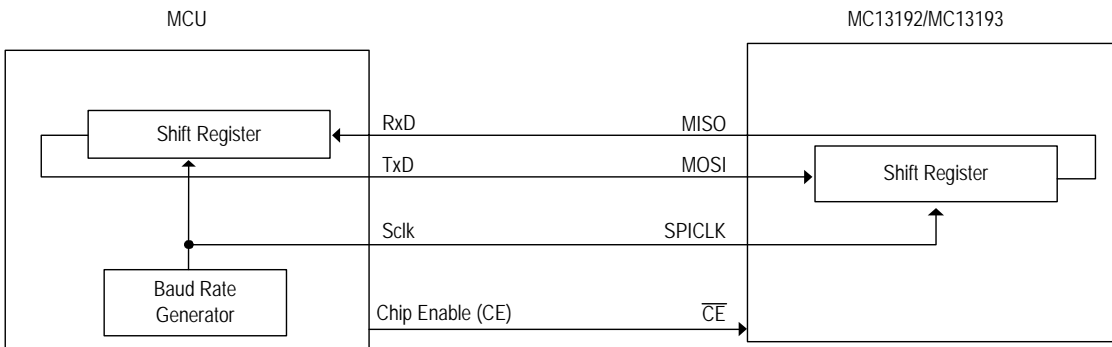 MCU
MC13192/MC13193
Shift Register
RxD
MISO
TxD
MOSI
Shift Register
Sclk
SPICLK
Baud Rate
Generator
Chip Enable (CE)
C̅E̅